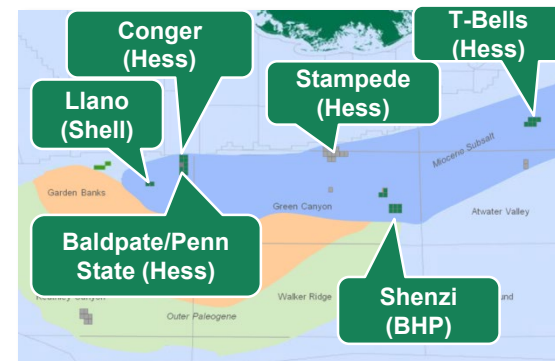 T-Bells
(Hess)
Conger
(Hess)
Stampede
(Hess)
Llano
(Shell)
Miocene Subsalt
Garden Banks
Green Canyon
Atwater Valley
Baldpate/Penn
State (Hess)
Shenzi
(BHP)
Walker Ridge
Outer Paleogene